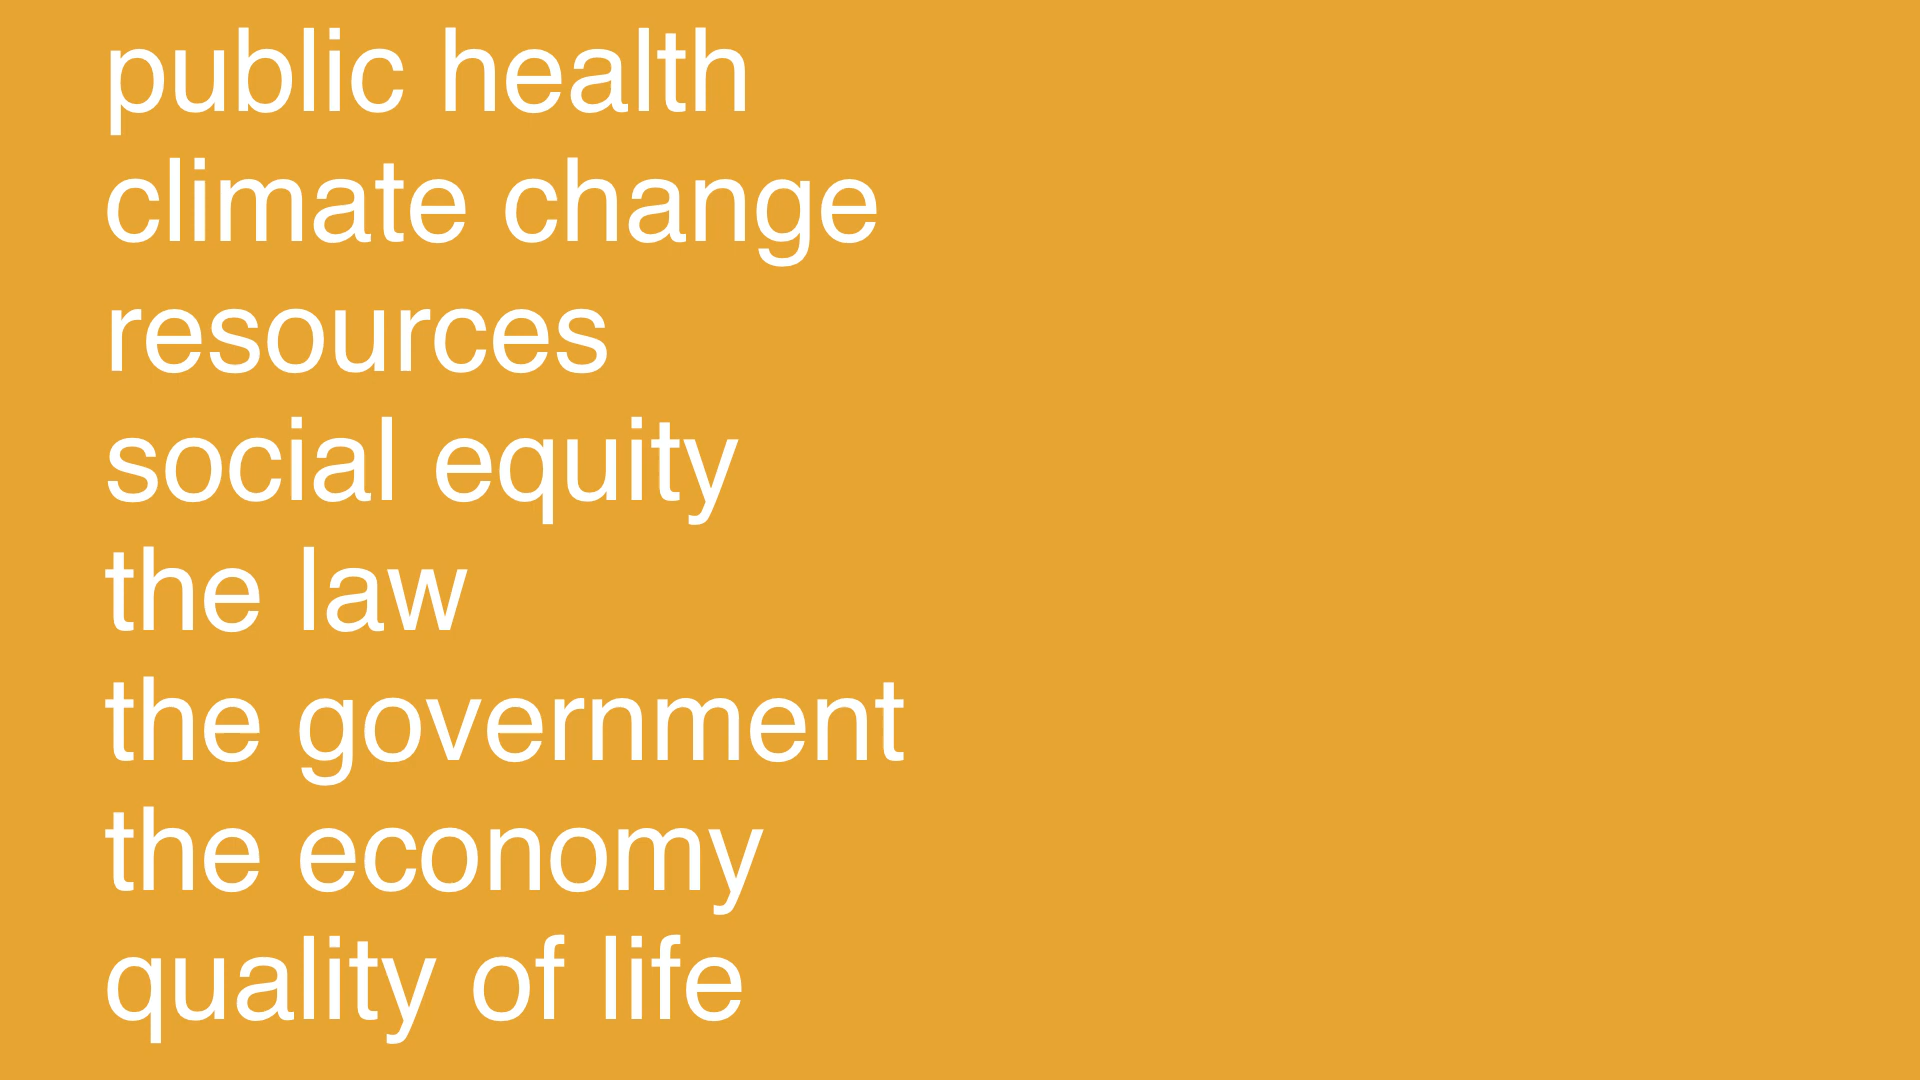 public health
climate change
resources
social equity
the law
the government
the economy
quality of life